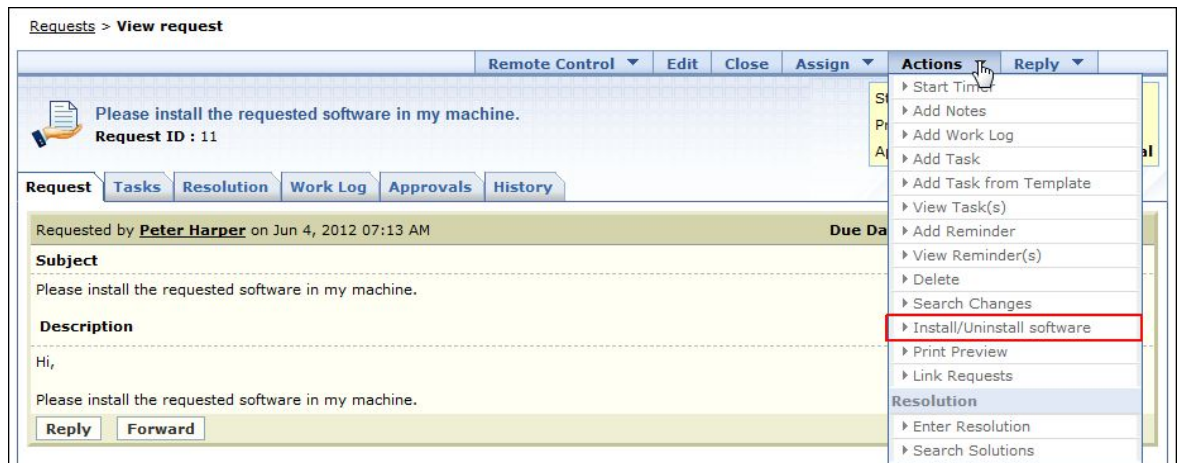 Requests > View request
Remote Control Edit Close Assign Actions Reply
Start Timer
Please install the requested software in my machine.
Request ID : 11
Add Notes
Add Work Log
Add Task
Add Task from Template
Request Tasks Resolution Work Log Approvals History
View Task(s)
Requested by Peter Harper on Jun 4, 2012 07:13 AM Due Da
Add Reminder
View Reminder(s)
Subject
Delete
Please install the requested software in my machine.
Search Changes
Description
Install/Uninstall software
Print Preview
Hi,
Link Requests
Please install the requested software in my machine.
Resolution
Reply Forward
Enter Resolution
Search Solutions